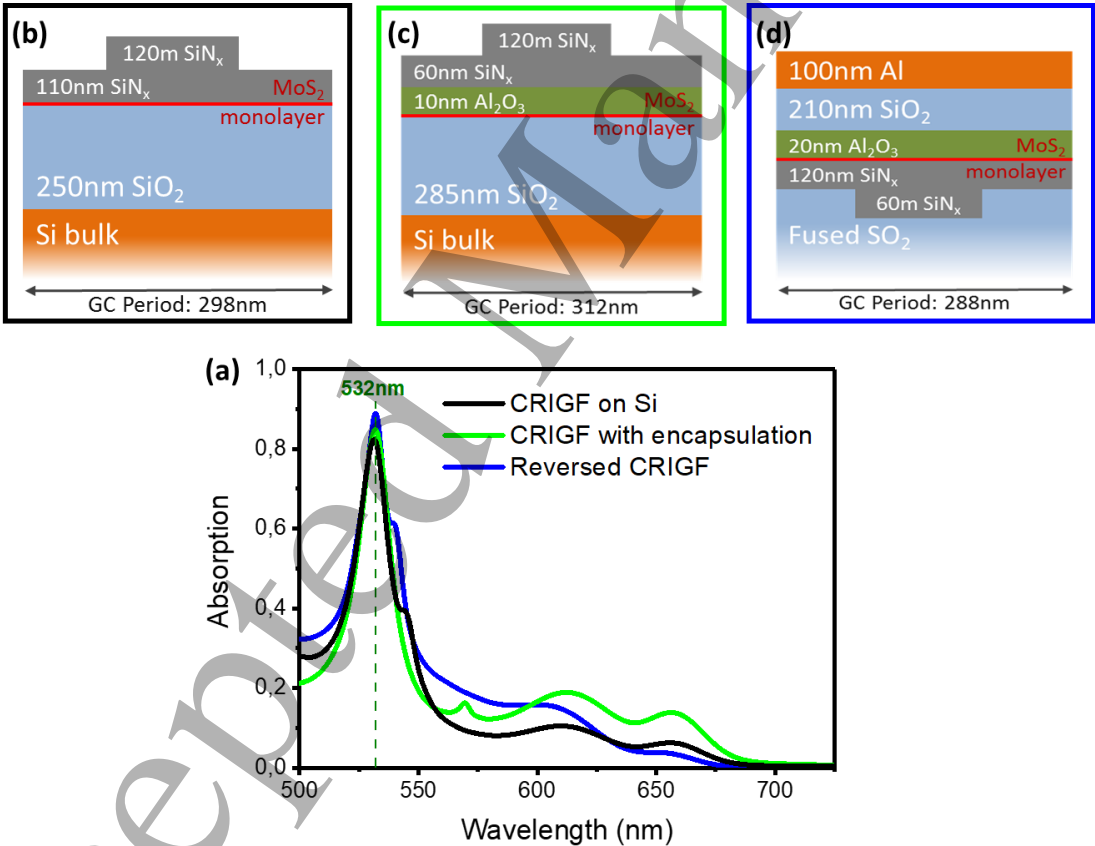 (b)
120m SiNx
110nm SiNx
MoS2
monolayer
250nm SiO2
Si bulk
GC Period: 298nm
(c)
120m SiNx
60nm SiNx
10nm Al2O3
MoS2
monolayer
285nm SiO2
Si bulk
GC Period: 312nm
(d)
100nm Al
210nm SiO2
20nm Al2O3
MoS2
monolayer
120nm SiNx
60m SiNx
Fused SO2
GC Period: 288nm
(a)
532nm
CRIGF on Si
CRIGF with encapsulation
Reversed CRIGF
Absorption
1,0
0,8
0,6
0,4
0,2
0,0
500 550 600 650 700
Wavelength (nm)
epted Man